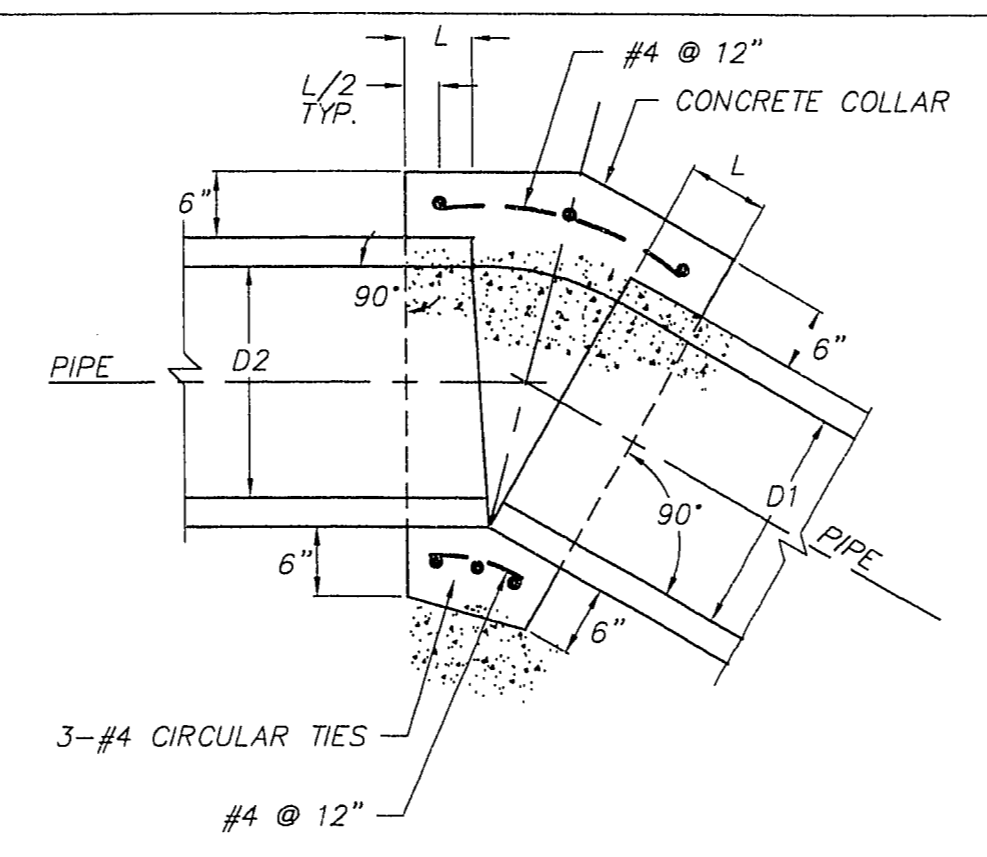 L
#4 @ 12"
L/2
TYP.
CONCRETE COLLAR
L
6"
90°
6"
PIPE
D2
D1
90°
PIPE
6"
6"
3-#4 CIRCULAR TIES
#4 @ 12"